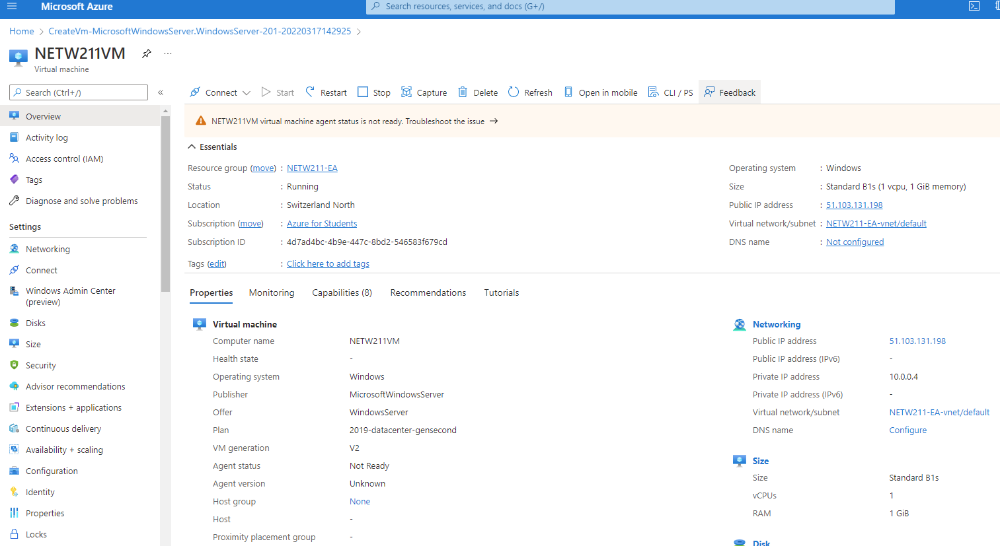 Microsoft Azure
Search resources, services, and docs (G+/)
Home > CreateVm-MicrosoftWindowsServer.WindowsServer-201-20220317142925 >
NETW211VM
...
Virtual machine
Search (Ctrl+/)
«
Overview
Activity log
Access control (IAM)
Tags
Diagnose and solve problems
Settings
Networking
Connect
Windows Admin Center
(preview)
Disks
Size
Security
Advisor recommendations
Extensions + applications
Continuous delivery
Availability + scaling
Configuration
Identity
Properties
Locks
Connect Start Restart Stop Capture Delete Refresh Open in mobile CLI / PS Feedback
NETW211VM virtual machine agent status is not ready. Troubleshoot the issue →
Essentials
Resource group (move) : NETW211-EA
Status : Running
Location : Switzerland North
Subscription (move) : Azure for Students
Subscription ID : 4d7ad4bc-4b9e-447c-8bd2-546583f679cd
Tags (edit) : Click here to add tags
Operating system : Windows
Size : Standard B1s (1 vcpu, 1 GiB memory)
Public IP address : 51.103.131.198
Virtual network/subnet : NETW211-EA-vnet/default
DNS name : Not configured
Properties Monitoring Capabilities (8) Recommendations Tutorials
Virtual machine
Computer name NETW211VM
Health state -
Operating system Windows
Publisher MicrosoftWindowsServer
Offer WindowsServer
Plan 2019-datacenter-gensecond
VM generation V2
Agent status Not Ready
Agent version Unknown
Host group None
Host -
Proximity placement group -
Networking
Public IP address 51.103.131.198
Public IP address (IPv6) -
Private IP address 10.0.0.4
Private IP address (IPv6) -
Virtual network/subnet NETW211-EA-vnet/default
DNS name Configure
Size
Size Standard B1s
vCPUs 1
RAM 1 GiB
Disk